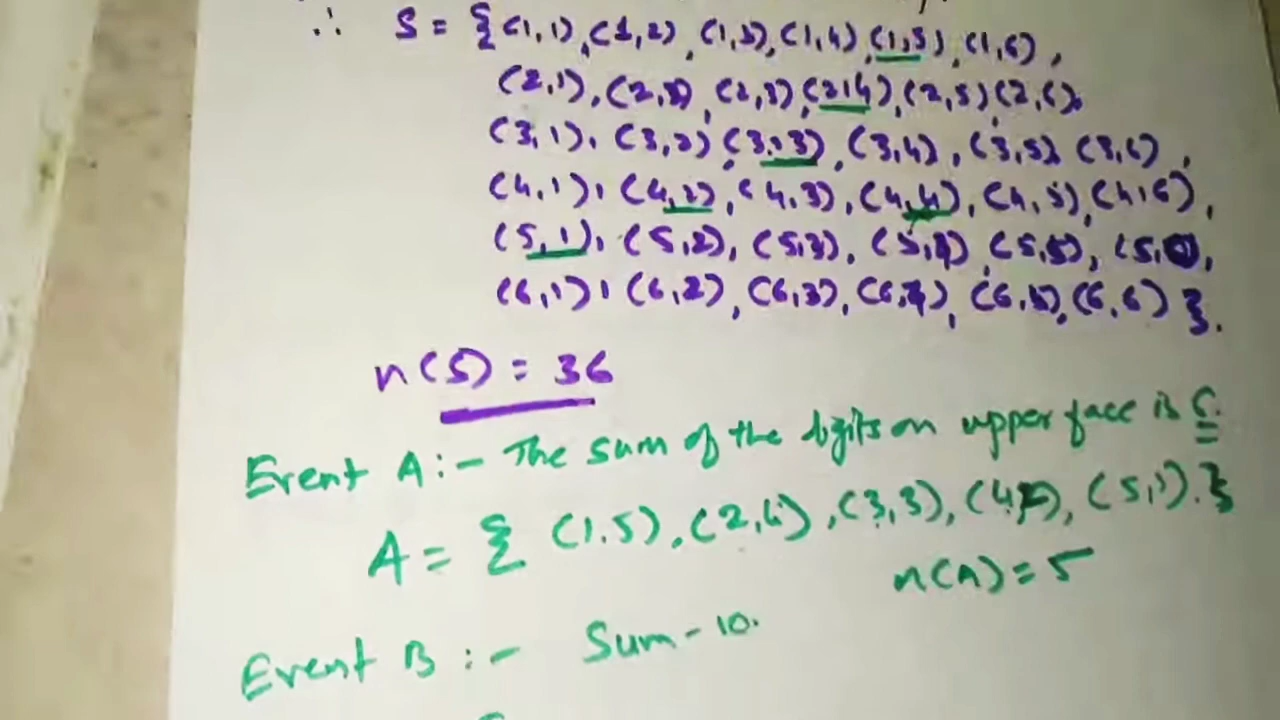 ∴ S = {(1,1), (1,2), (1,3), (1,4), (1,5), (1,6),
(2,1), (2,2), (2,3), (2,4), (2,5) (2,6),
(3,1), (3,2) (3,3), (3,4), (3,5), (3,6),
(4,1), (4,2), (4,3), (4,4), (4,5), (4,6),
(5,1), (5,2), (5,3), (5,4), (5,5), (5,6),
(6,1), (6,2), (6,3), (6,4), (6,5), (6,6) }.
n(S) = 36
Event A :- The sum of the digits on upper face is 6.
A = { (1,5), (2,4), (3,3), (4,2), (5,1). }
n(A) = 5
Event B :- Sum - 10.